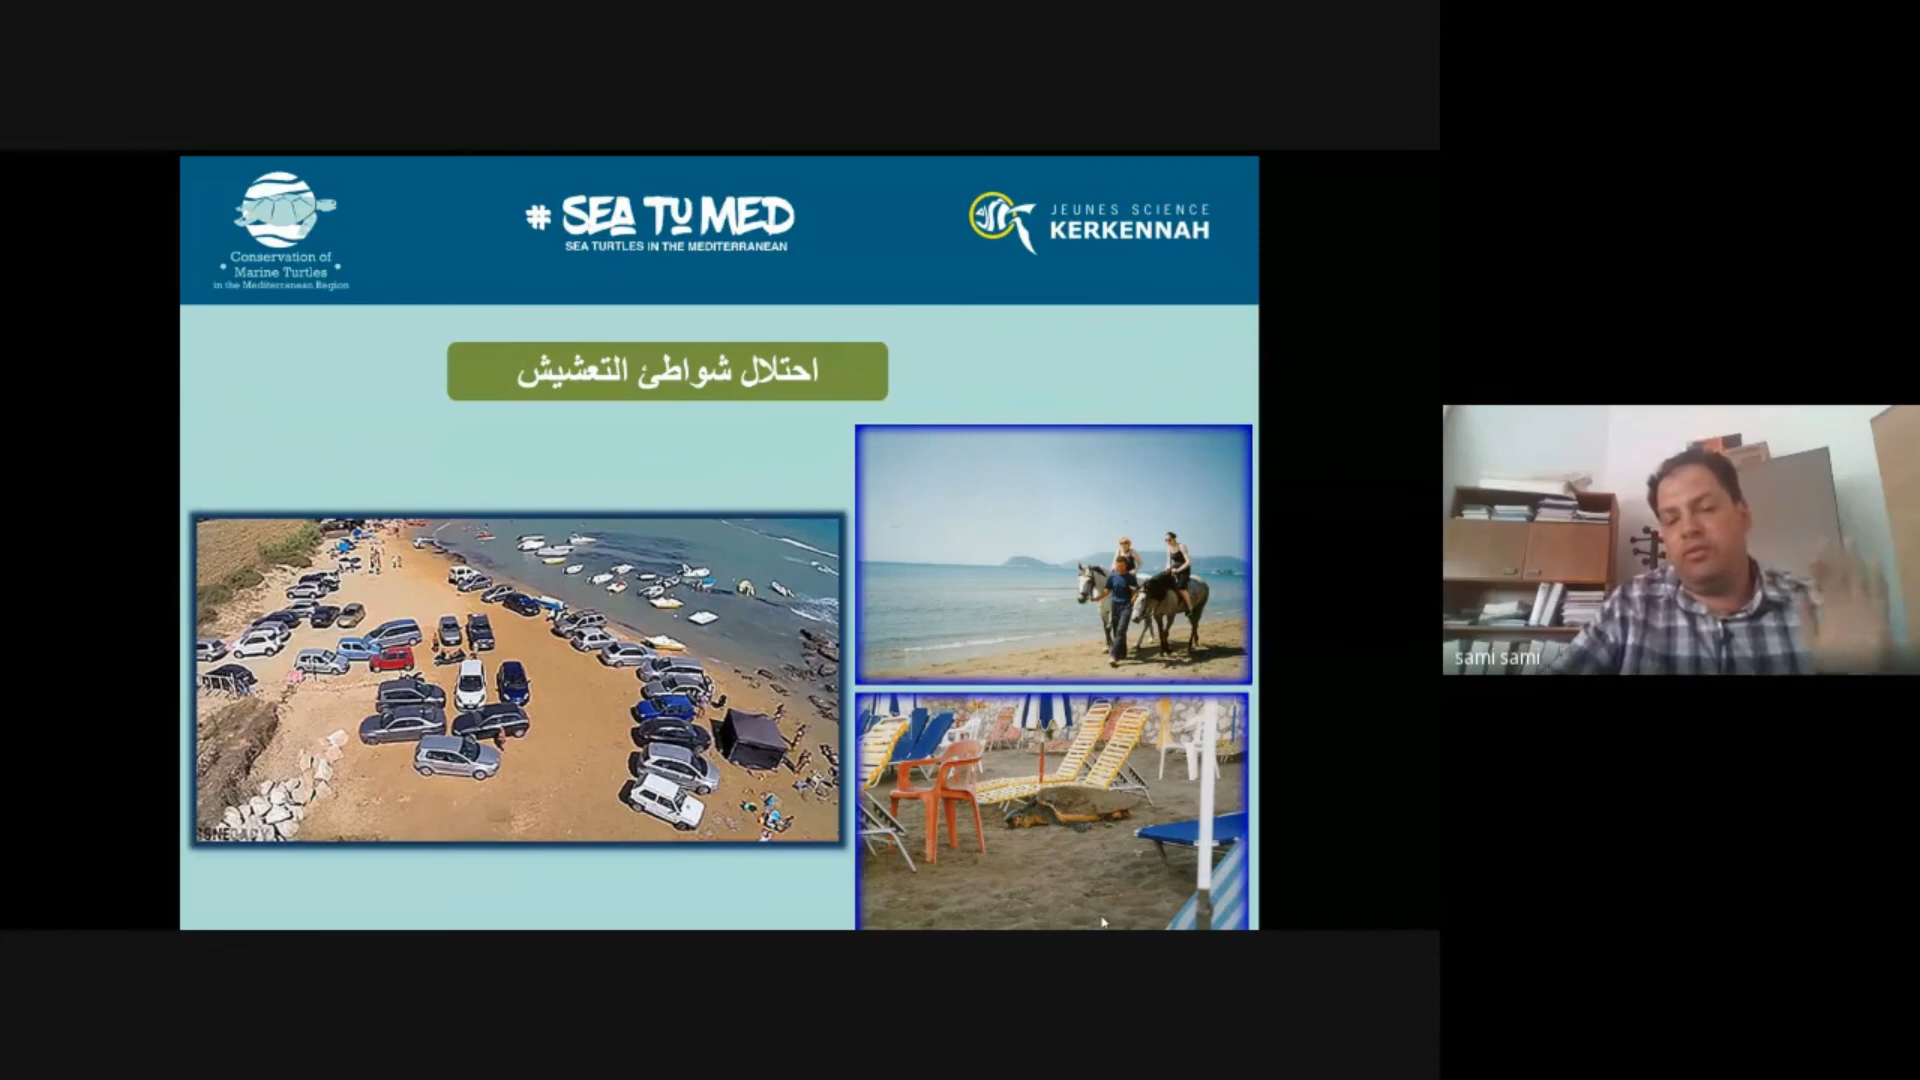 Conservation of
Marine Turtles
in the Mediterranean Region
# SEA TU MED
SEA TURTLES IN THE MEDITERRANEAN
JEUNES SCIENCE
KERKENNAH
احتلال شواطئ التعشيش
sami sami